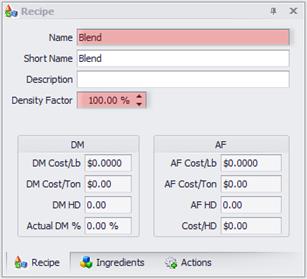 Recipe
Name Blend
Short Name Blend
Description
Density Factor 100.00 %
DM AF
DM Cost/Lb $0.0000 AF Cost/Lb $0.0000
DM Cost/Ton $0.00 AF Cost/Ton $0.00
DM HD 0.00 AF HD 0.00
Actual DM % 0.00 % Cost/HD $0.00
Recipe Ingredients Actions